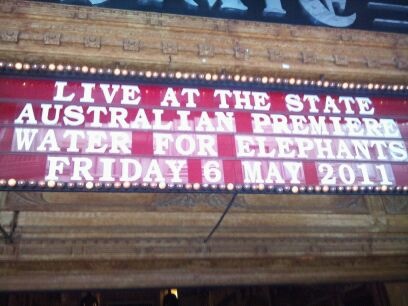 LIVE AT THE STATE
AUSTRALIAN PREMIERE
WATER FOR ELEPHANTS
FRIDAY 6 MAY 2011